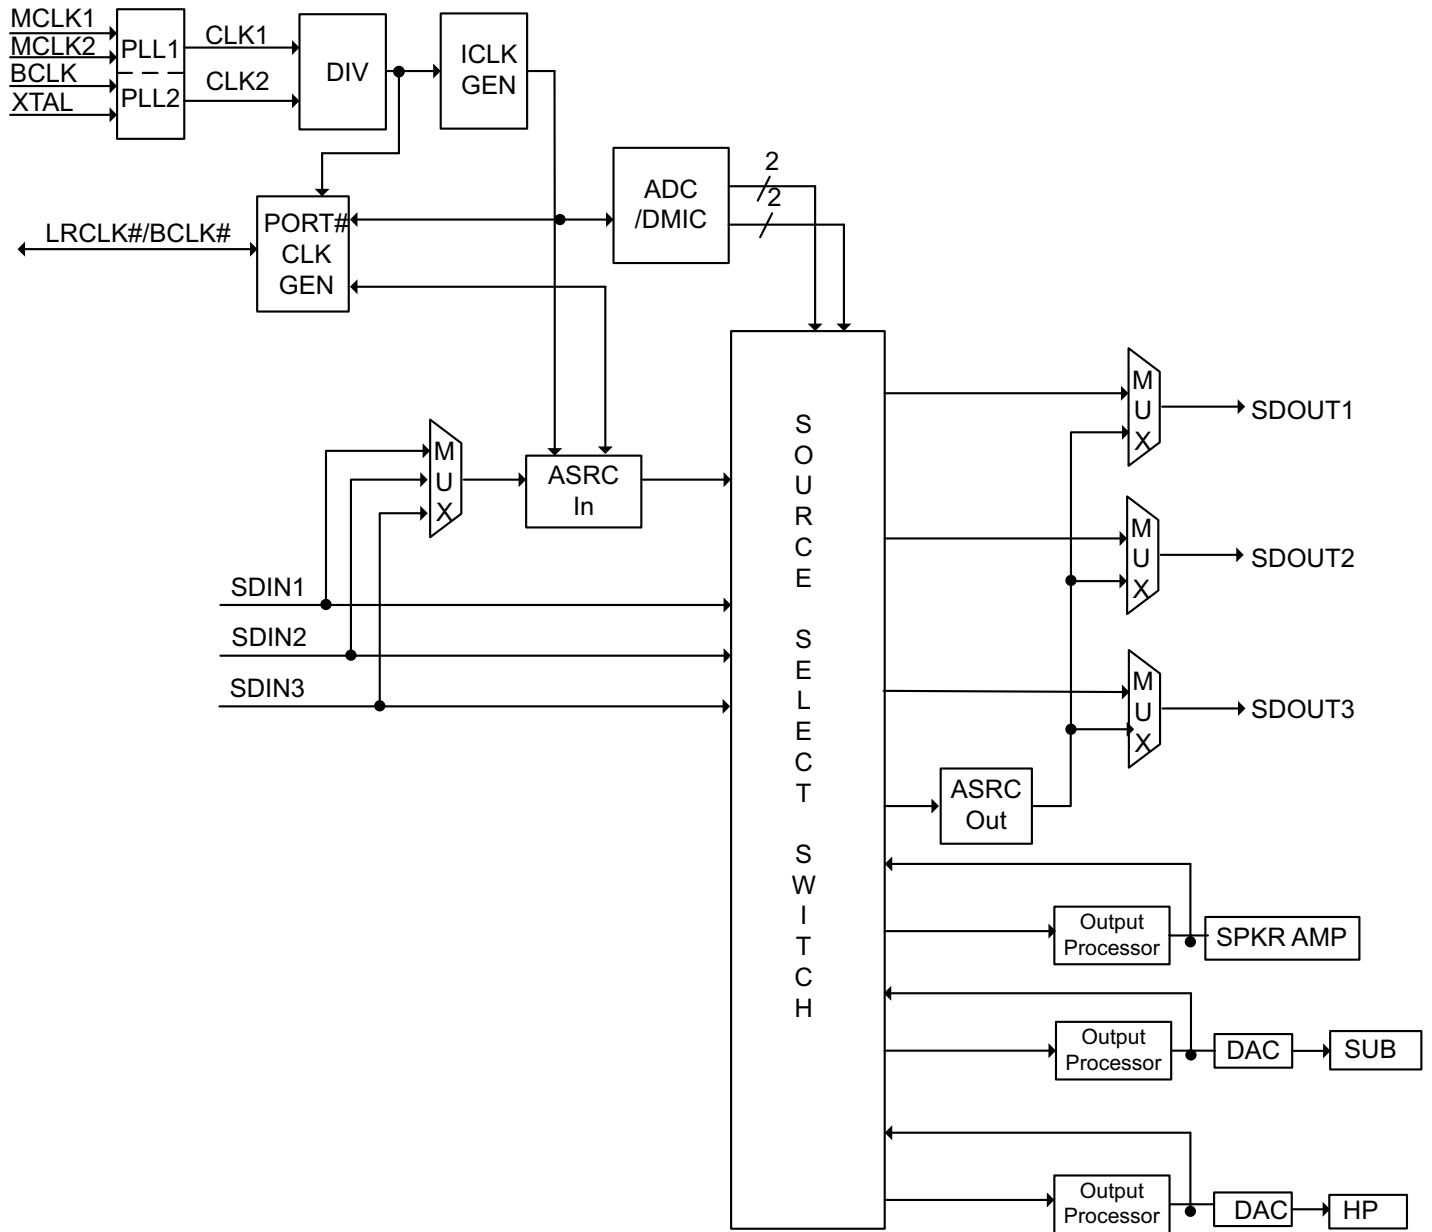 MCLK1
MCLK2
BCLK
XTAL
PLL1
PLL2
CLK1
CLK2
DIV
ICLK
GEN
LRCLK#/BCLK#
PORT#
CLK
GEN
ADC
/DMIC
2
2
MUX
ASRC
In
SDIN1
SDIN2
SDIN3
SOURCE SELECT SWITCH
MUX
SDOUT1
MUX
SDOUT2
MUX
SDOUT3
ASRC
Out
Output
Processor
SPKR AMP
Output
Processor
DAC
SUB
Output
Processor
DAC
HP